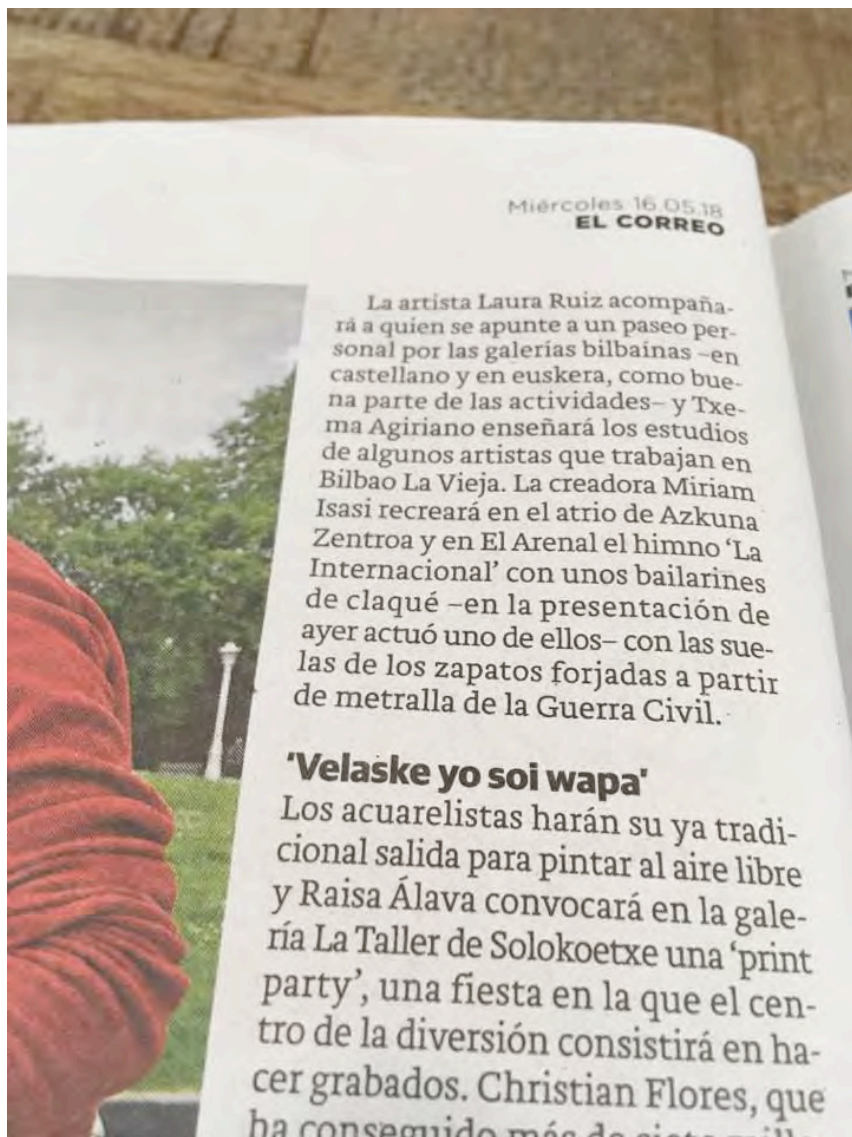 Miércoles 16.05.18
EL CORREO
La artista Laura Ruiz acompaña-
rá a quien se apunte a un paseo per-
sonal por las galerías bilbaínas –en
castellano y en euskera, como bue-
na parte de las actividades– y Txe-
ma Agiriano enseñará los estudios
de algunos artistas que trabajan en
Bilbao La Vieja. La creadora Miriam
Isasi recreará en el atrio de Azkuna
Zentroa y en El Arenal el himno ‘La
Internacional’ con unos bailarines
de claqué –en la presentación de
ayer actuó uno de ellos– con las sue-
las de los zapatos forjadas a partir
de metralla de la Guerra Civil.
'Velaske yo soi wapa'
Los acuarelistas harán su ya tradi-
cional salida para pintar al aire libre
y Raisa Álava convocará en la gale-
ría La Taller de Solokoetxe una ‘print
party’, una fiesta en la que el cen-
tro de la diversión consistirá en ha-
cer grabados. Christian Flores, que
ha conseguido más de siete